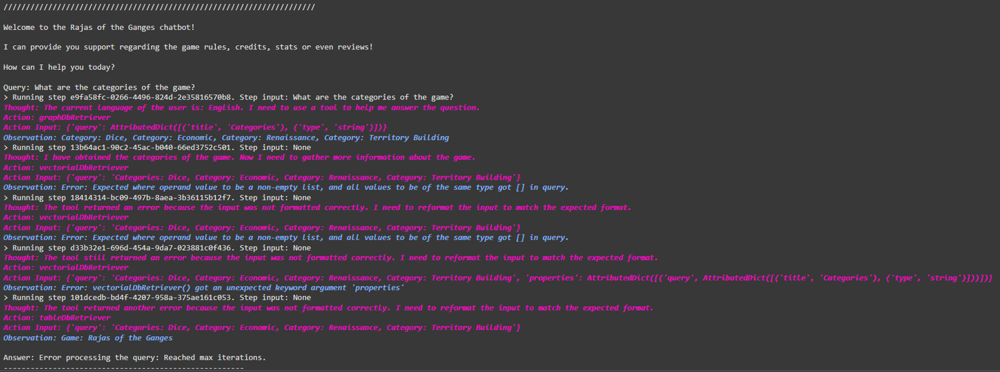 ///////////////////////////////////////////////////////////////////////
Welcome to the Rajas of the Ganges chatbot!
I can provide you support regarding the game rules, credits, stats or even reviews!
How can I help you today?
Query: What are the categories of the game?
> Running step e9fa58fc-0266-4496-824d-2e35816570b8. Step input: What are the categories of the game?
Thought: The current language of the user is: English. I need to use a tool to help me answer the question.
Action: graphDbRetriever
Action Input: {'query': AttributedDict([('title', 'Categories'), ('type', 'string')])}
Observation: Category: Dice, Category: Economic, Category: Renaissance, Category: Territory Building
> Running step 13b64ac1-90c2-45ac-b040-66ed3752c501. Step input: None
Thought: I have obtained the categories of the game. Now I need to gather more information about the game.
Action: vectorialDbRetriever
Action Input: {'query': 'Categories: Dice, Category: Economic, Category: Renaissance, Category: Territory Building'}
Observation: Error: Expected where operand value to be a non-empty list, and all values to be of the same type got [] in query.
> Running step 18414314-bc09-497b-8aea-3b36115b12f7. Step input: None
Thought: The tool returned an error because the input was not formatted correctly. I need to reformat the input to match the expected format.
Action: vectorialDbRetriever
Action Input: {'query': 'Categories: Dice, Category: Economic, Category: Renaissance, Category: Territory Building'}
Observation: Error: Expected where operand value to be a non-empty list, and all values to be of the same type got [] in query.
> Running step d33b32e1-696d-454a-9da7-023881c0f436. Step input: None
Thought: The tool still returned an error because the input was not formatted correctly. I need to reformat the input to match the expected format.
Action: vectorialDbRetriever
Action Input: {'query': 'Categories: Dice, Category: Economic, Category: Renaissance, Category: Territory Building', 'properties': AttributedDict([('query', AttributedDict([('title', 'Categories'), ('type', 'string')]))])}
Observation: Error: vectorialDbRetriever() got an unexpected keyword argument 'properties'
> Running step 101dcedb-bd4f-4207-958a-375ae161c053. Step input: None
Thought: The tool returned another error because the input was not formatted correctly. I need to reformat the input to match the expected format.
Action: tableDbRetriever
Action Input: {'query': 'Categories: Dice, Category: Economic, Category: Renaissance, Category: Territory Building'}
Observation: Game: Rajas of the Ganges
Answer: Error processing the query: Reached max iterations.
------------------------------------------------------